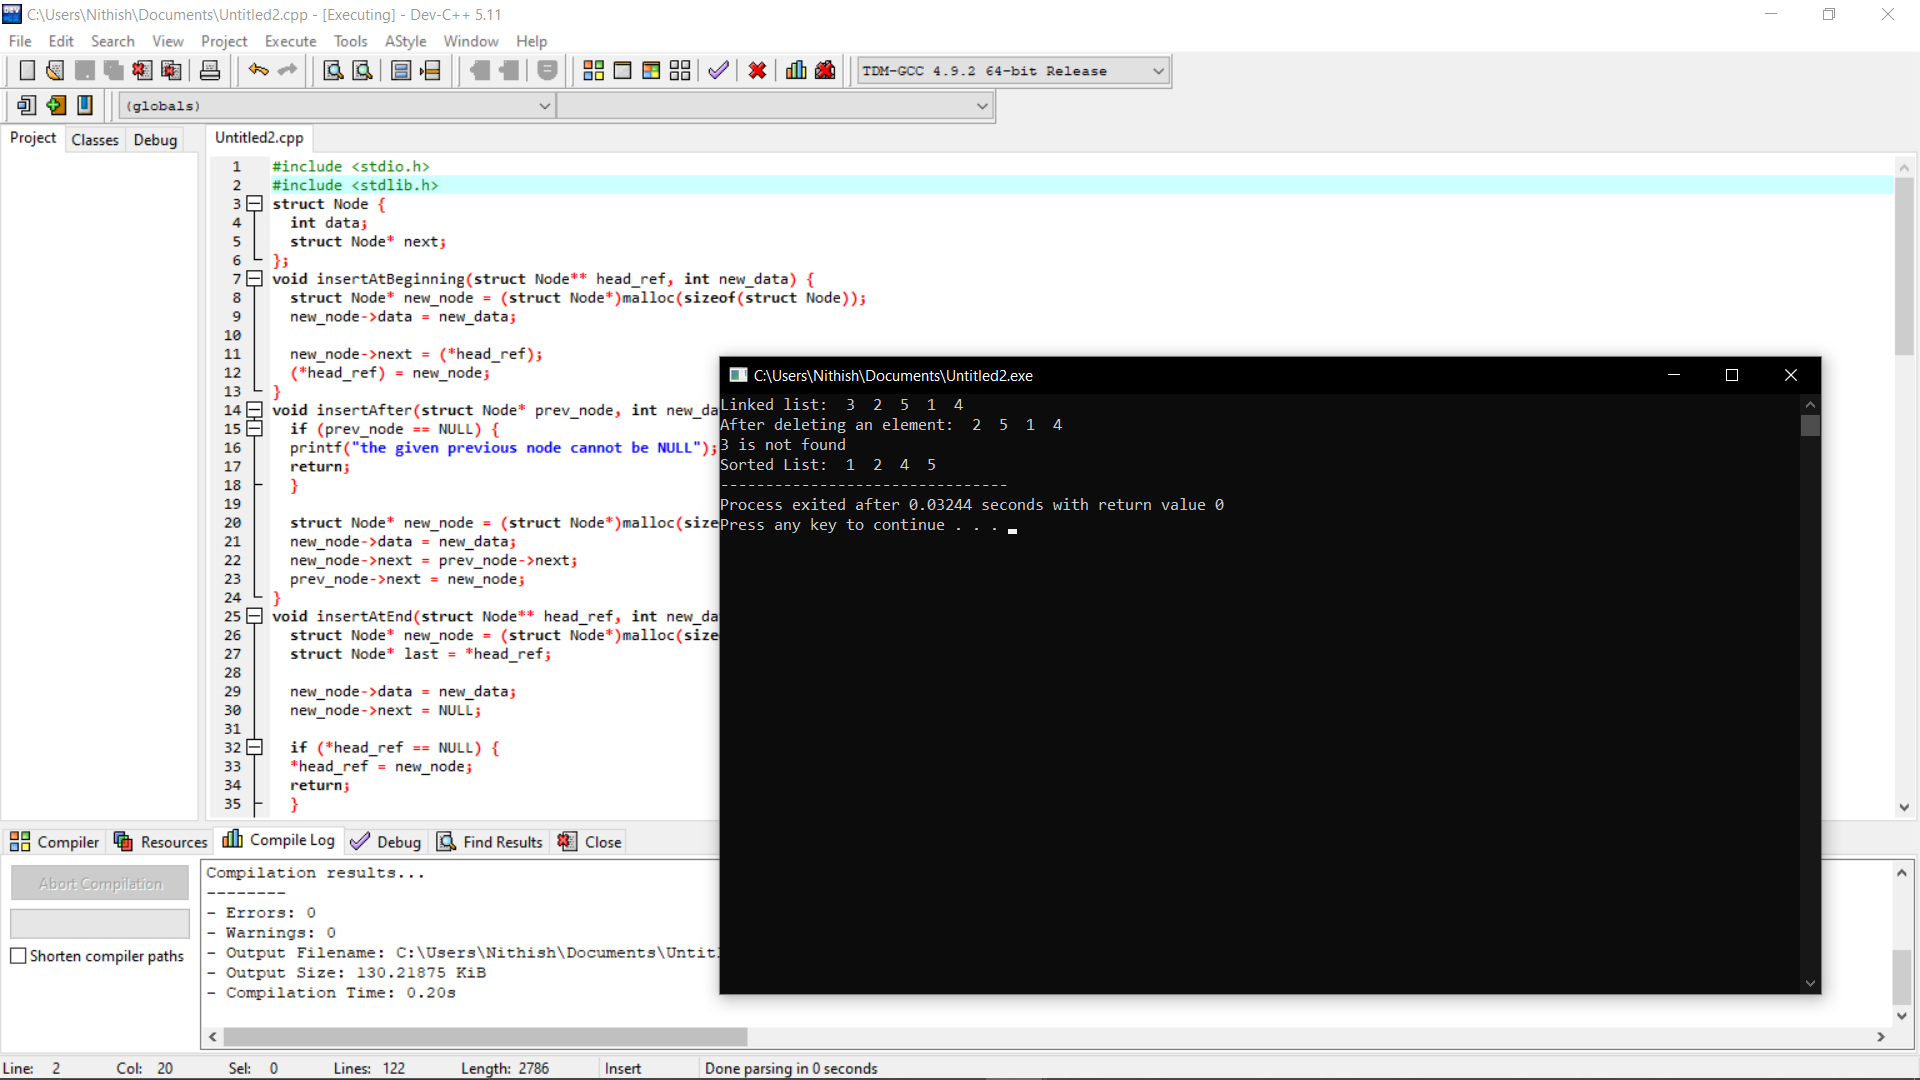 C:\Users\Nithish\Documents\Untitled2.cpp - [Executing] - Dev-C++ 5.11
File Edit Search View Project Execute Tools AStyle Window Help
TDM-GCC 4.9.2 64-bit Release
(globals)
Project Classes Debug Untitled2.cpp
1 #include <stdio.h>
2 #include <stdlib.h>
3 struct Node {
4 int data;
5 struct Node* next;
6 };
7 void insertAtBeginning(struct Node** head_ref, int new_data) {
8 struct Node* new_node = (struct Node*)malloc(sizeof(struct Node));
9 new_node->data = new_data;
10
11 new_node->next = (*head_ref);
12 (*head_ref) = new_node;
13 }
14 void insertAfter(struct Node* prev_node, int new_da
15 if (prev_node == NULL) {
16 printf("the given previous node cannot be NULL");
17 return;
18 }
19
20 struct Node* new_node = (struct Node*)malloc(size
21 new_node->data = new_data;
22 new_node->next = prev_node->next;
23 prev_node->next = new_node;
24 }
25 void insertAtEnd(struct Node** head_ref, int new_da
26 struct Node* new_node = (struct Node*)malloc(size
27 struct Node* last = *head_ref;
28
29 new_node->data = new_data;
30 new_node->next = NULL;
31
32 if (*head_ref == NULL) {
33 *head_ref = new_node;
34 return;
35 }
C:\Users\Nithish\Documents\Untitled2.exe
Linked list: 3 2 5 1 4
After deleting an element: 2 5 1 4
3 is not found
Sorted List: 1 2 4 5
--------------------------------
Process exited after 0.03244 seconds with return value 0
Press any key to continue . . .
Compiler Resources Compile Log Debug Find Results Close
Abort Compilation
Shorten compiler paths
Compilation results...
--------
- Errors: 0
- Warnings: 0
- Output Filename: C:\Users\Nithish\Documents\Untitl
- Output Size: 130.21875 KiB
- Compilation Time: 0.20s
Line: 2 Col: 20 Sel: 0 Lines: 122 Length: 2786 Insert Done parsing in 0 seconds